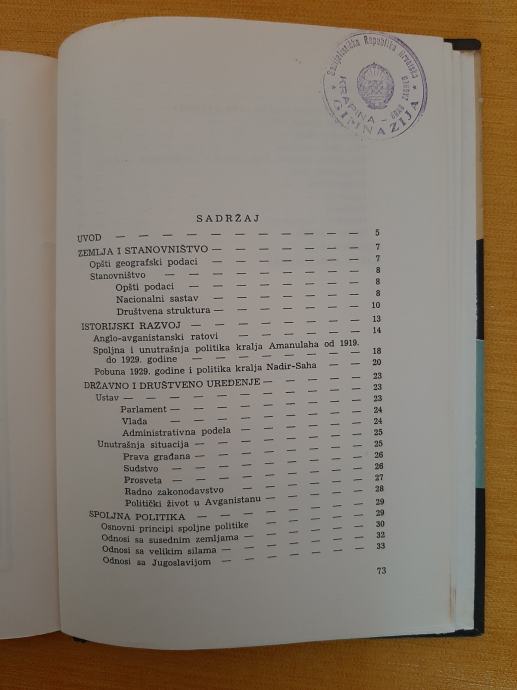 Socijalistička Republika Hrvatska
KRAPINA
GIMNAZIJA
SADRŽAJ
UVOD — — — — — — — — — — 5
ZEMLJA I STANOVNIŠTVO — — — — — — — 7
Opšti geografski podaci — — — — — — — 7
Stanovništvo — — — — — — — — 8
Opšti podaci — — — — — — — 8
Nacionalni sastav — — — — — — 8
Društvena struktura — — — — — — 10
ISTORIJSKI RAZVOJ — — — — — — — — 13
Anglo-avganistanski ratovi — — — — — — 14
Spoljna i unutrašnja politika kralja Amanulaha od 1919.
do 1929. godine — — — — — — — 18
Pobuna 1929. godine i politika kralja Nadir-Saha — — 20
DRŽAVNO I DRUŠTVENO UREĐENJE — — — — — 23
Ustav — — — — — — — — — — 23
Parlament — — — — — — — — 23
Vlada — — — — — — — — 24
Administrativna podela — — — — — 24
Unutrašnja situacija — — — — — — — 25
Prava građana — — — — — — — 25
Sudstvo — — — — — — — 26
Prosveta — — — — — — — 26
Radno zakonodavstvo — — — — — 27
Politički život u Avganistanu — — — — 28
SPOLJNA POLITIKA — — — — — — — — 29
Osnovni principi spoljne politike — — — — — 29
Odnosi sa susednim zemljama — — — — — — 30
Odnosi sa velikim silama — — — — — — 32
Odnosi sa Jugoslavijom — — — — — — — 33
73